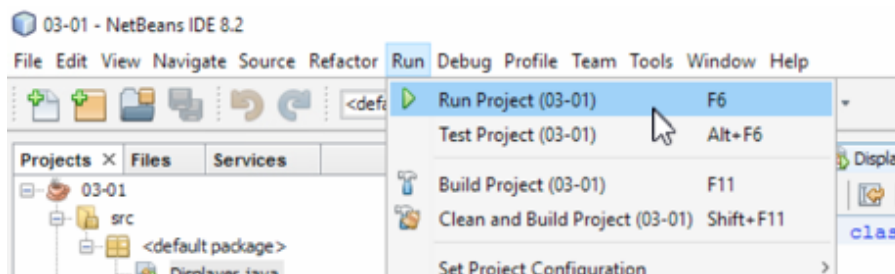 03-01 - NetBeans IDE 8.2
File Edit View Navigate Source Refactor Run Debug Profile Team Tools Window Help
<defa
Run Project (03-01) F6
Test Project (03-01) Alt+F6
Projects × Files Services
Displa
03-01
Build Project (03-01) F11
src
Clean and Build Project (03-01) Shift+F11
clas
<default package>
Displayer.java
Set Project Configuration >